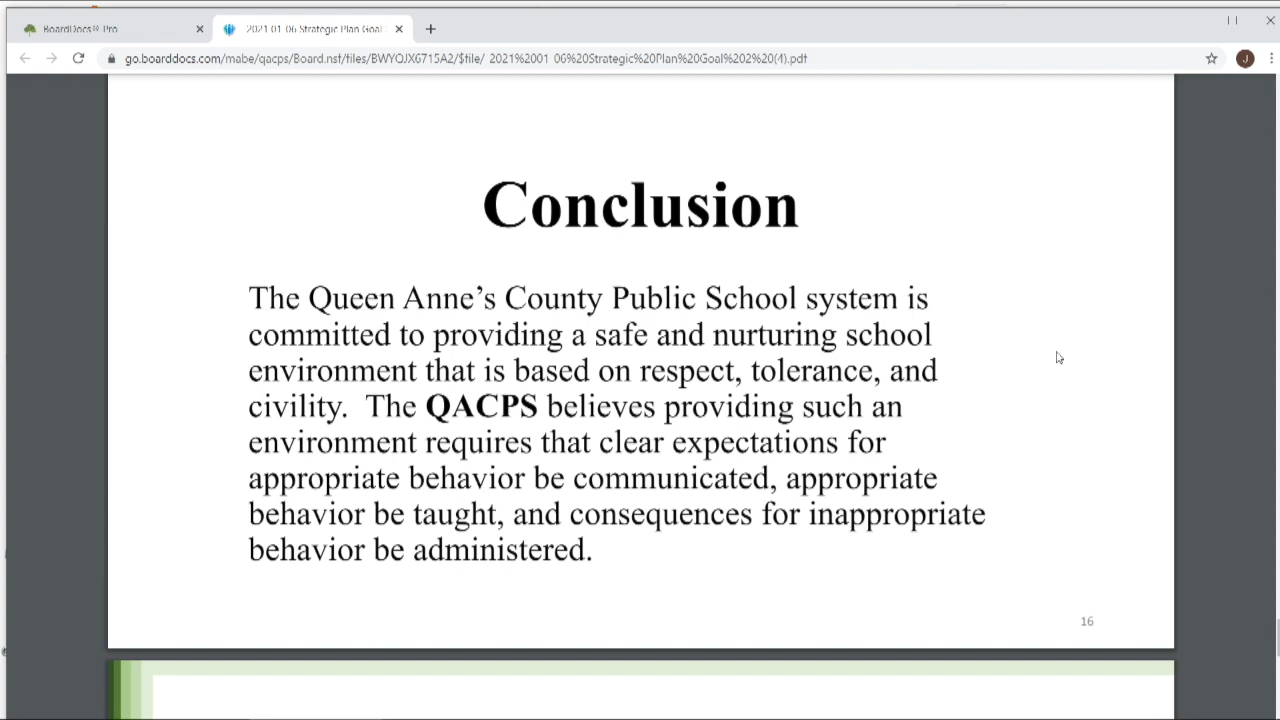 BoardDocs® Pro
2021 01-06 Strategic Plan Goal
go.boarddocs.com/mabe/qacps/Board.nsf/files/BWYQJX6715A2/$file/ 2021%2001 06%20Strategic%20Plan%20Goal%202%20(4).pdf
J
Conclusion
The Queen Anne’s County Public School system is
committed to providing a safe and nurturing school
environment that is based on respect, tolerance, and
civility.  The QACPS believes providing such an
environment requires that clear expectations for
appropriate behavior be communicated, appropriate
behavior be taught, and consequences for inappropriate
behavior be administered.
16